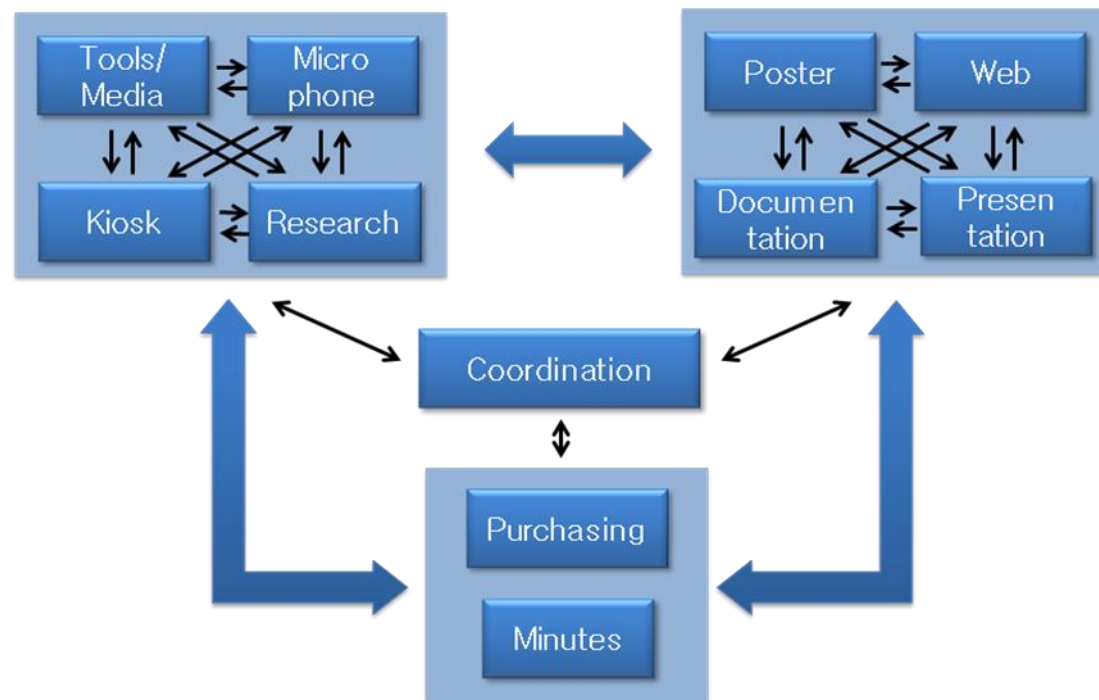 Tools/
Media
Micro
phone
Kiosk
Research
Poster
Web
Documen
tation
Presen
tation
Coordination
Purchasing
Minutes